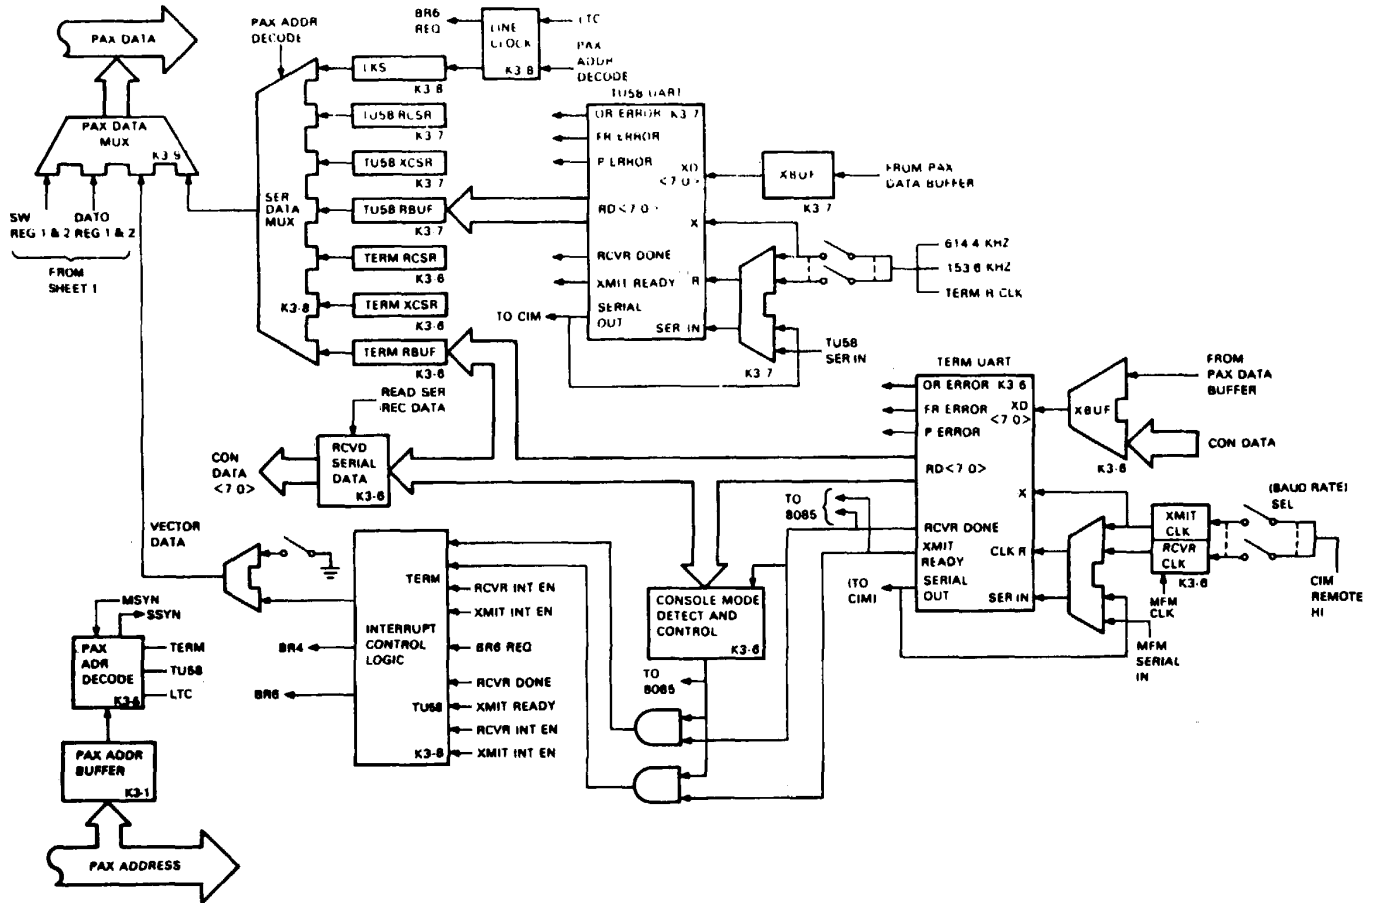 PAX DATA
PAX DATA
MUX
K3-9
SW
REG 1 & 2
DATO
REG 1 & 2
FROM
SHEET 1
PAX ADDR
DECODE
BR6
REQ
LINE
CLOCK
K3-8
LTC
PAX
ADDR
DECODE
LKS
K3-8
TU58 RCSR
K3-7
TU58 XCSR
K3-7
SER
DATA
MUX
K3-8
TU58 RBUF
K3-7
TERM RCSR
K3-6
TERM XCSR
K3-6
TERM RBUF
K3-6
TU58 UART
OR ERROR
K3-7
FR ERROR
P ERROR
XD
<7:0>
RD<7:0>
X
RCVR DONE
XMIT READY
R
SERIAL
OUT
SER IN
TO CIM
XBUF
K3-7
FROM PAX
DATA BUFFER
614.4 KHZ
153.6 KHZ
TERM R CLK
TU58
SER IN
K3-7
READ SER
REC DATA
RCVD
SERIAL
DATA
K3-6
CON
DATA
<7:0>
TERM UART
OR ERROR
K3-6
FR ERROR
P ERROR
XD
<7:0>
RD<7:0>
X
RCVR DONE
XMIT
READY
CLK R
SERIAL
OUT
SER IN
(TO
CIM)
TO
8085
XBUF
K3-6
FROM
PAX DATA
BUFFER
CON DATA
(BAUD RATE)
SEL
XMIT
CLK
RCVR
CLK
K3-6
MFM
CLK
CIM
REMOTE
HI
MFM
SERIAL
IN
VECTOR
DATA
TERM
RCVR INT EN
XMIT INT EN
INTERRUPT
CONTROL
LOGIC
BR6 REQ
RCVR DONE
TU58
XMIT READY
RCVR INT EN
K3-8
XMIT INT EN
BR4
BR6
CONSOLE MODE
DETECT AND
CONTROL
K3-6
TO
8085
MSYN
SSYN
PAX
ADR
DECODE
TERM
TU58
LTC
PAX ADDR
BUFFER
K3-1
PAX ADDRESS